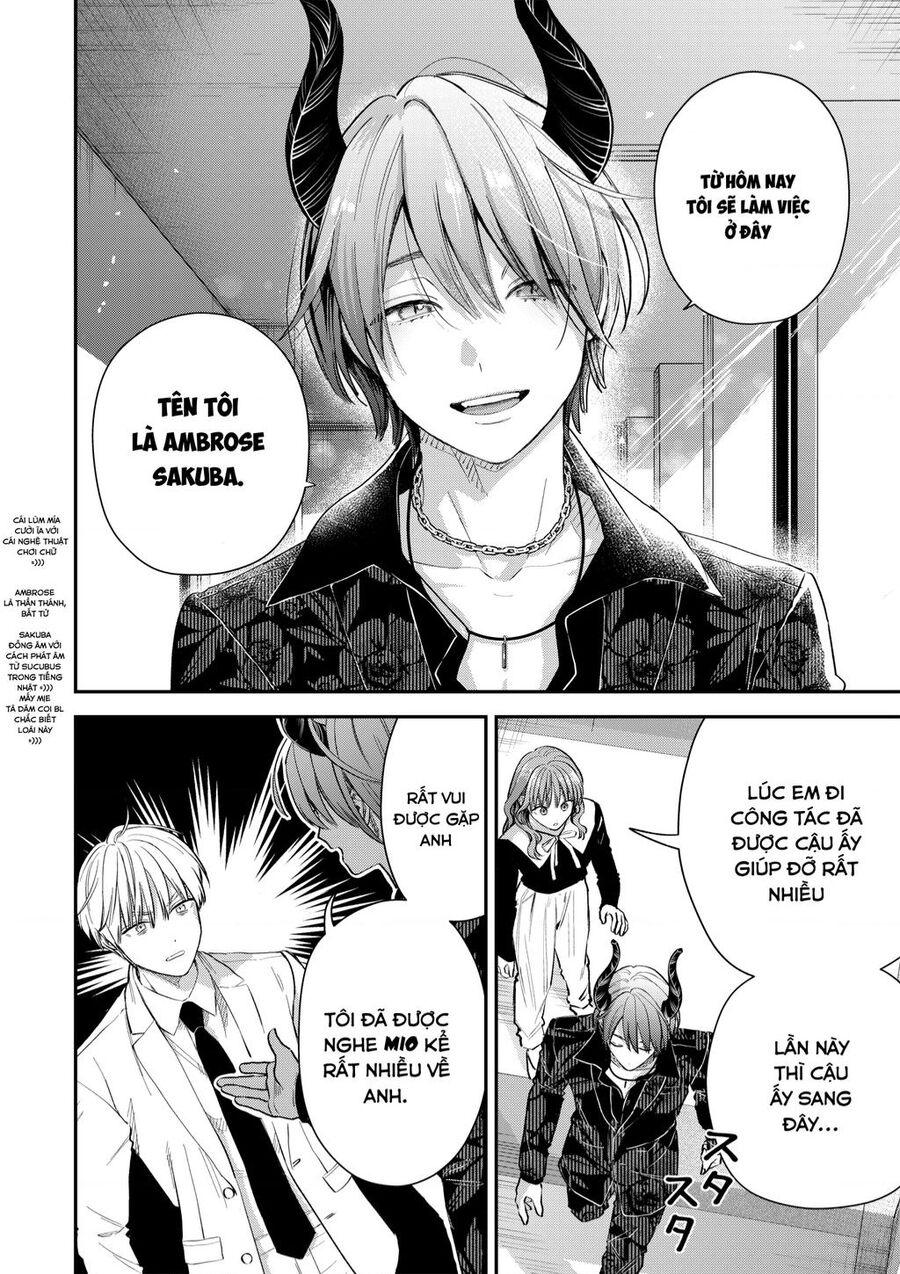 TỪ HÔM NAY
TÔI SẼ LÀM VIỆC
Ở ĐÂY
TÊN TÔI
LÀ AMBROSE
SAKUBA.
CÁI LÙM MÍA
CƯỜI ỈA VỚI
CÁI NGHỆ THUẬT
CHƠI CHỮ
=)))
AMBROSE
LÀ THẦN THÁNH,
BẤT TỬ
SAKUBA
ĐỒNG ÂM VỚI
CÁCH PHÁT ÂM
TỪ SUCUBUS
TRONG TIẾNG
NHẬT =)))
MẤY MẸ
TÀ DĂM COI BL
CHẮC BIẾT
LOÀI NÀY
=)))
LÚC EM ĐI
CÔNG TÁC ĐÃ
ĐƯỢC CẬU ẤY
GIÚP ĐỠ RẤT
NHIỀU
LẦN NÀY
THÌ CẬU
ẤY SANG
ĐÂY...
スタ
スタ
RẤT VUI
ĐƯỢC GẶP
ANH
TÔI ĐÃ ĐƯỢC
NGHE MIO KỂ
RẤT NHIỀU VỀ
ANH.